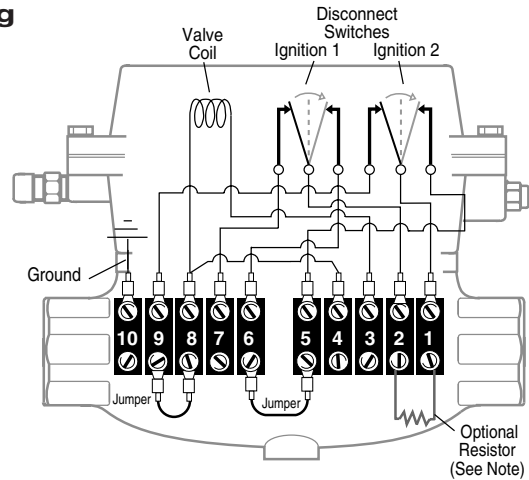 g
Disconnect
Switches
Valve
Coil
Ignition 1 Ignition 2
Ground
10 9 8 7 6 5 4 3 2 1
Jumper Jumper
Optional
Resistor
(See Note)